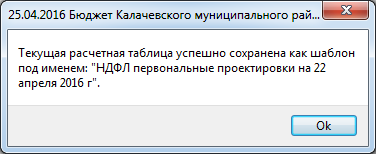 25.04.2016 Бюджет Калачевского муниципального рай...
Текущая расчетная таблица успешно сохранена как шаблон
под именем: "НДФЛ первональные проектировки на 22
апреля 2016 г".
Ok